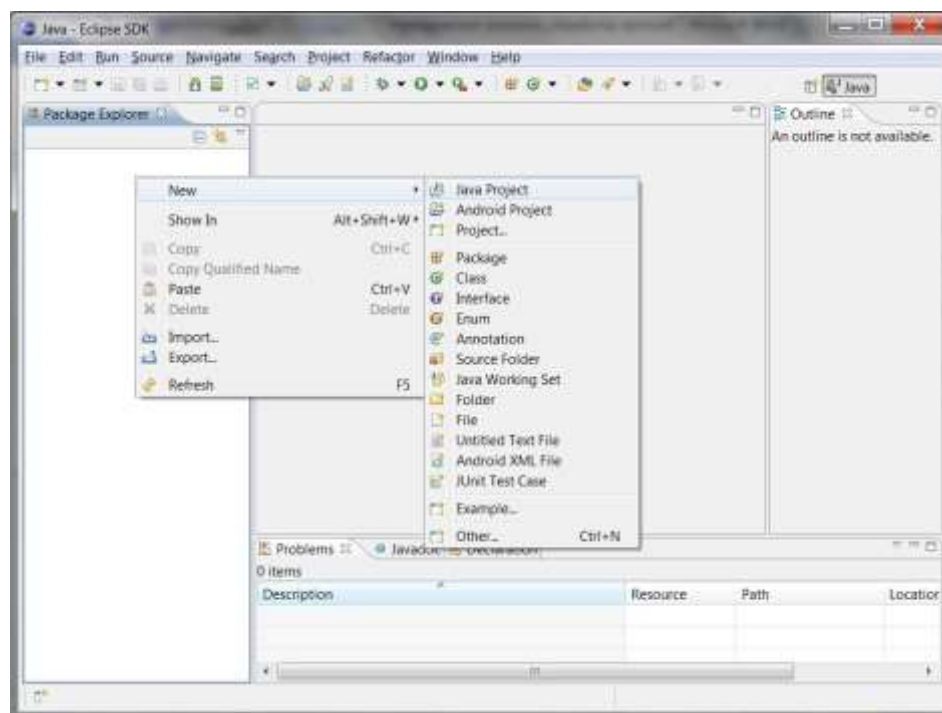 Java - Eclipse SDK
File Edit Run Source Navigate Search Project Refactor Window Help
Java
Package Explorer
Outline
An outline is not available.
New
Show In Alt+Shift+W
Copy Ctrl+C
Copy Qualified Name
Paste Ctrl+V
Delete Delete
Import...
Export...
Refresh F5
Java Project
Android Project
Project...
Package
Class
Interface
Enum
Annotation
Source Folder
Java Working Set
Folder
File
Untitled Text File
Android XML File
JUnit Test Case
Example...
Other... Ctrl+N
Problems Javadoc Declaration
0 items
Description Resource Path Location